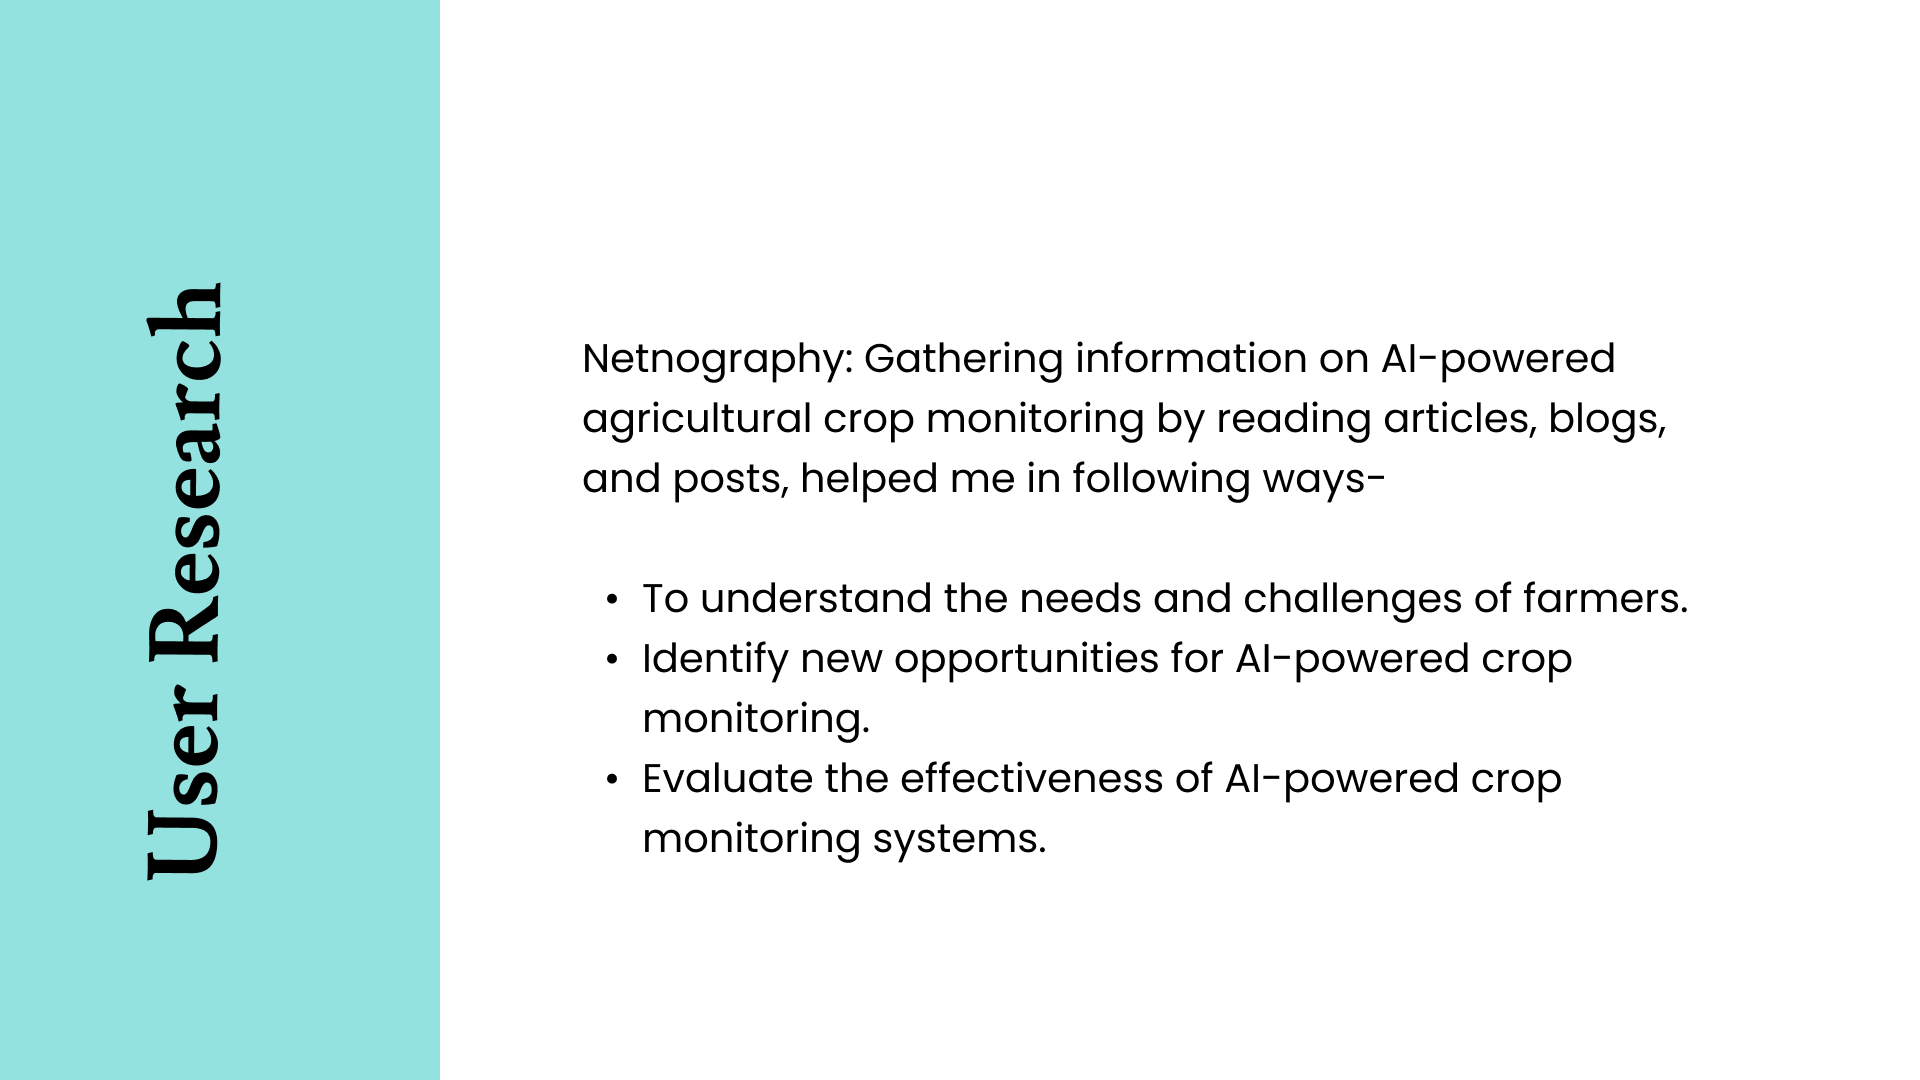 User Research
Netnography: Gathering information on AI-powered
agricultural crop monitoring by reading articles, blogs,
and posts, helped me in following ways-
• To understand the needs and challenges of farmers.
• Identify new opportunities for AI-powered crop
monitoring.
• Evaluate the effectiveness of AI-powered crop
monitoring systems.